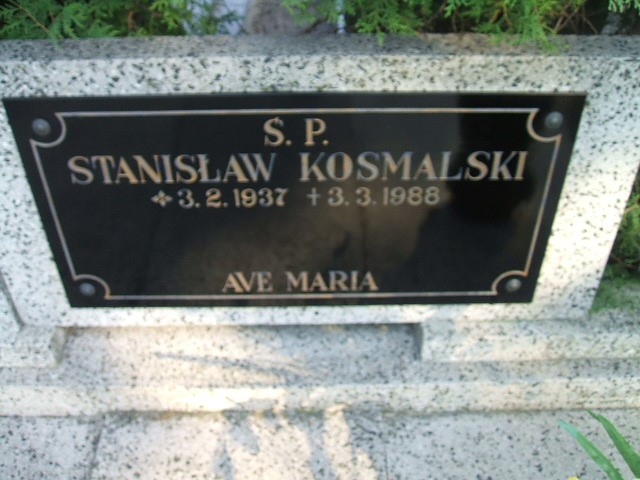 Ś. P.
STANISŁAW KOSMALSKI
3.2.1937 †3.3.1988
AVE MARIA